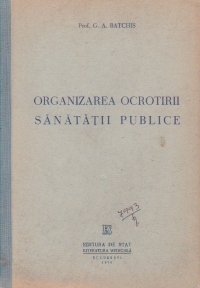 Prof. G. A. BATCHIS
ORGANIZAREA OCROTIRII
SĂNĂTĂȚII PUBLICE
EDITURA DE STAT
LITERATURA MEDICALĂ
BUCUREȘTI